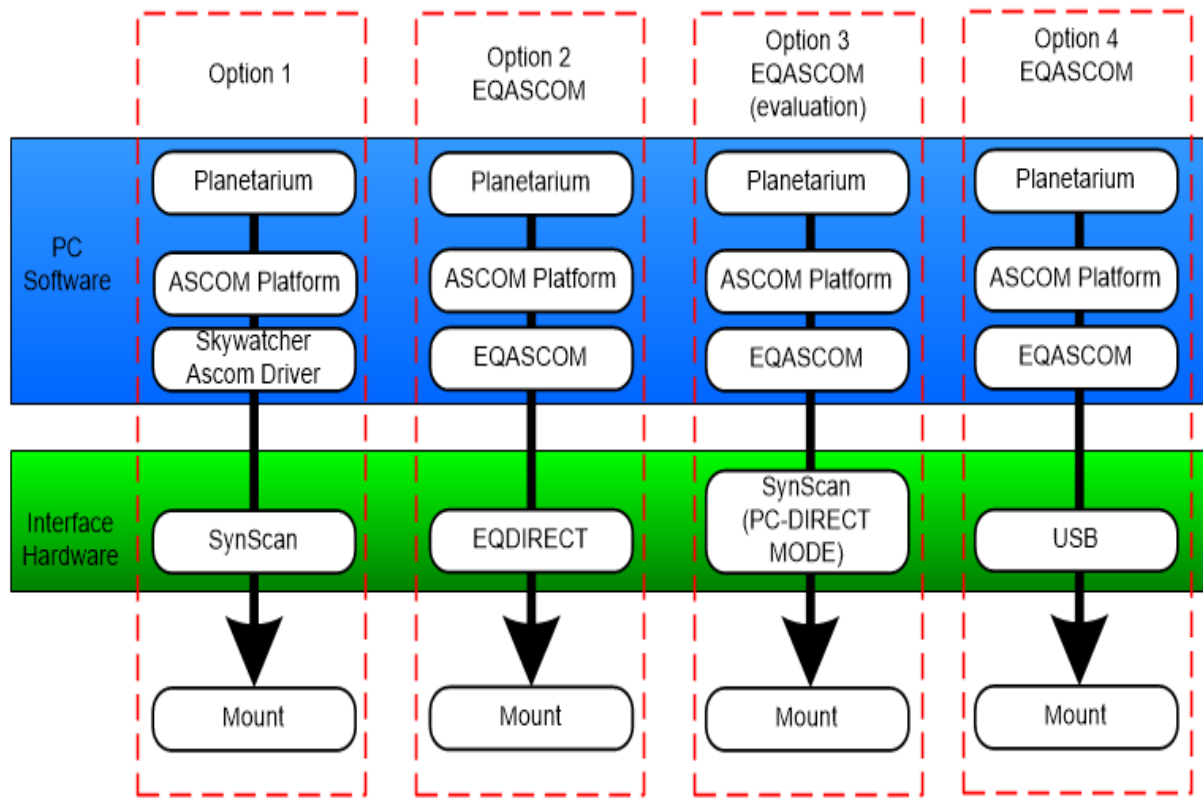 Option 1
Option 2
EQASCOM
Option 3
EQASCOM
(evaluation)
Option 4
EQASCOM
PC
Software
Planetarium
Planetarium
Planetarium
Planetarium
ASCOM Platform
ASCOM Platform
ASCOM Platform
ASCOM Platform
Skywatcher
Ascom Driver
EQASCOM
EQASCOM
EQASCOM
Interface
Hardware
SynScan
EQDIRECT
SynScan
(PC-DIRECT
MODE)
USB
Mount
Mount
Mount
Mount